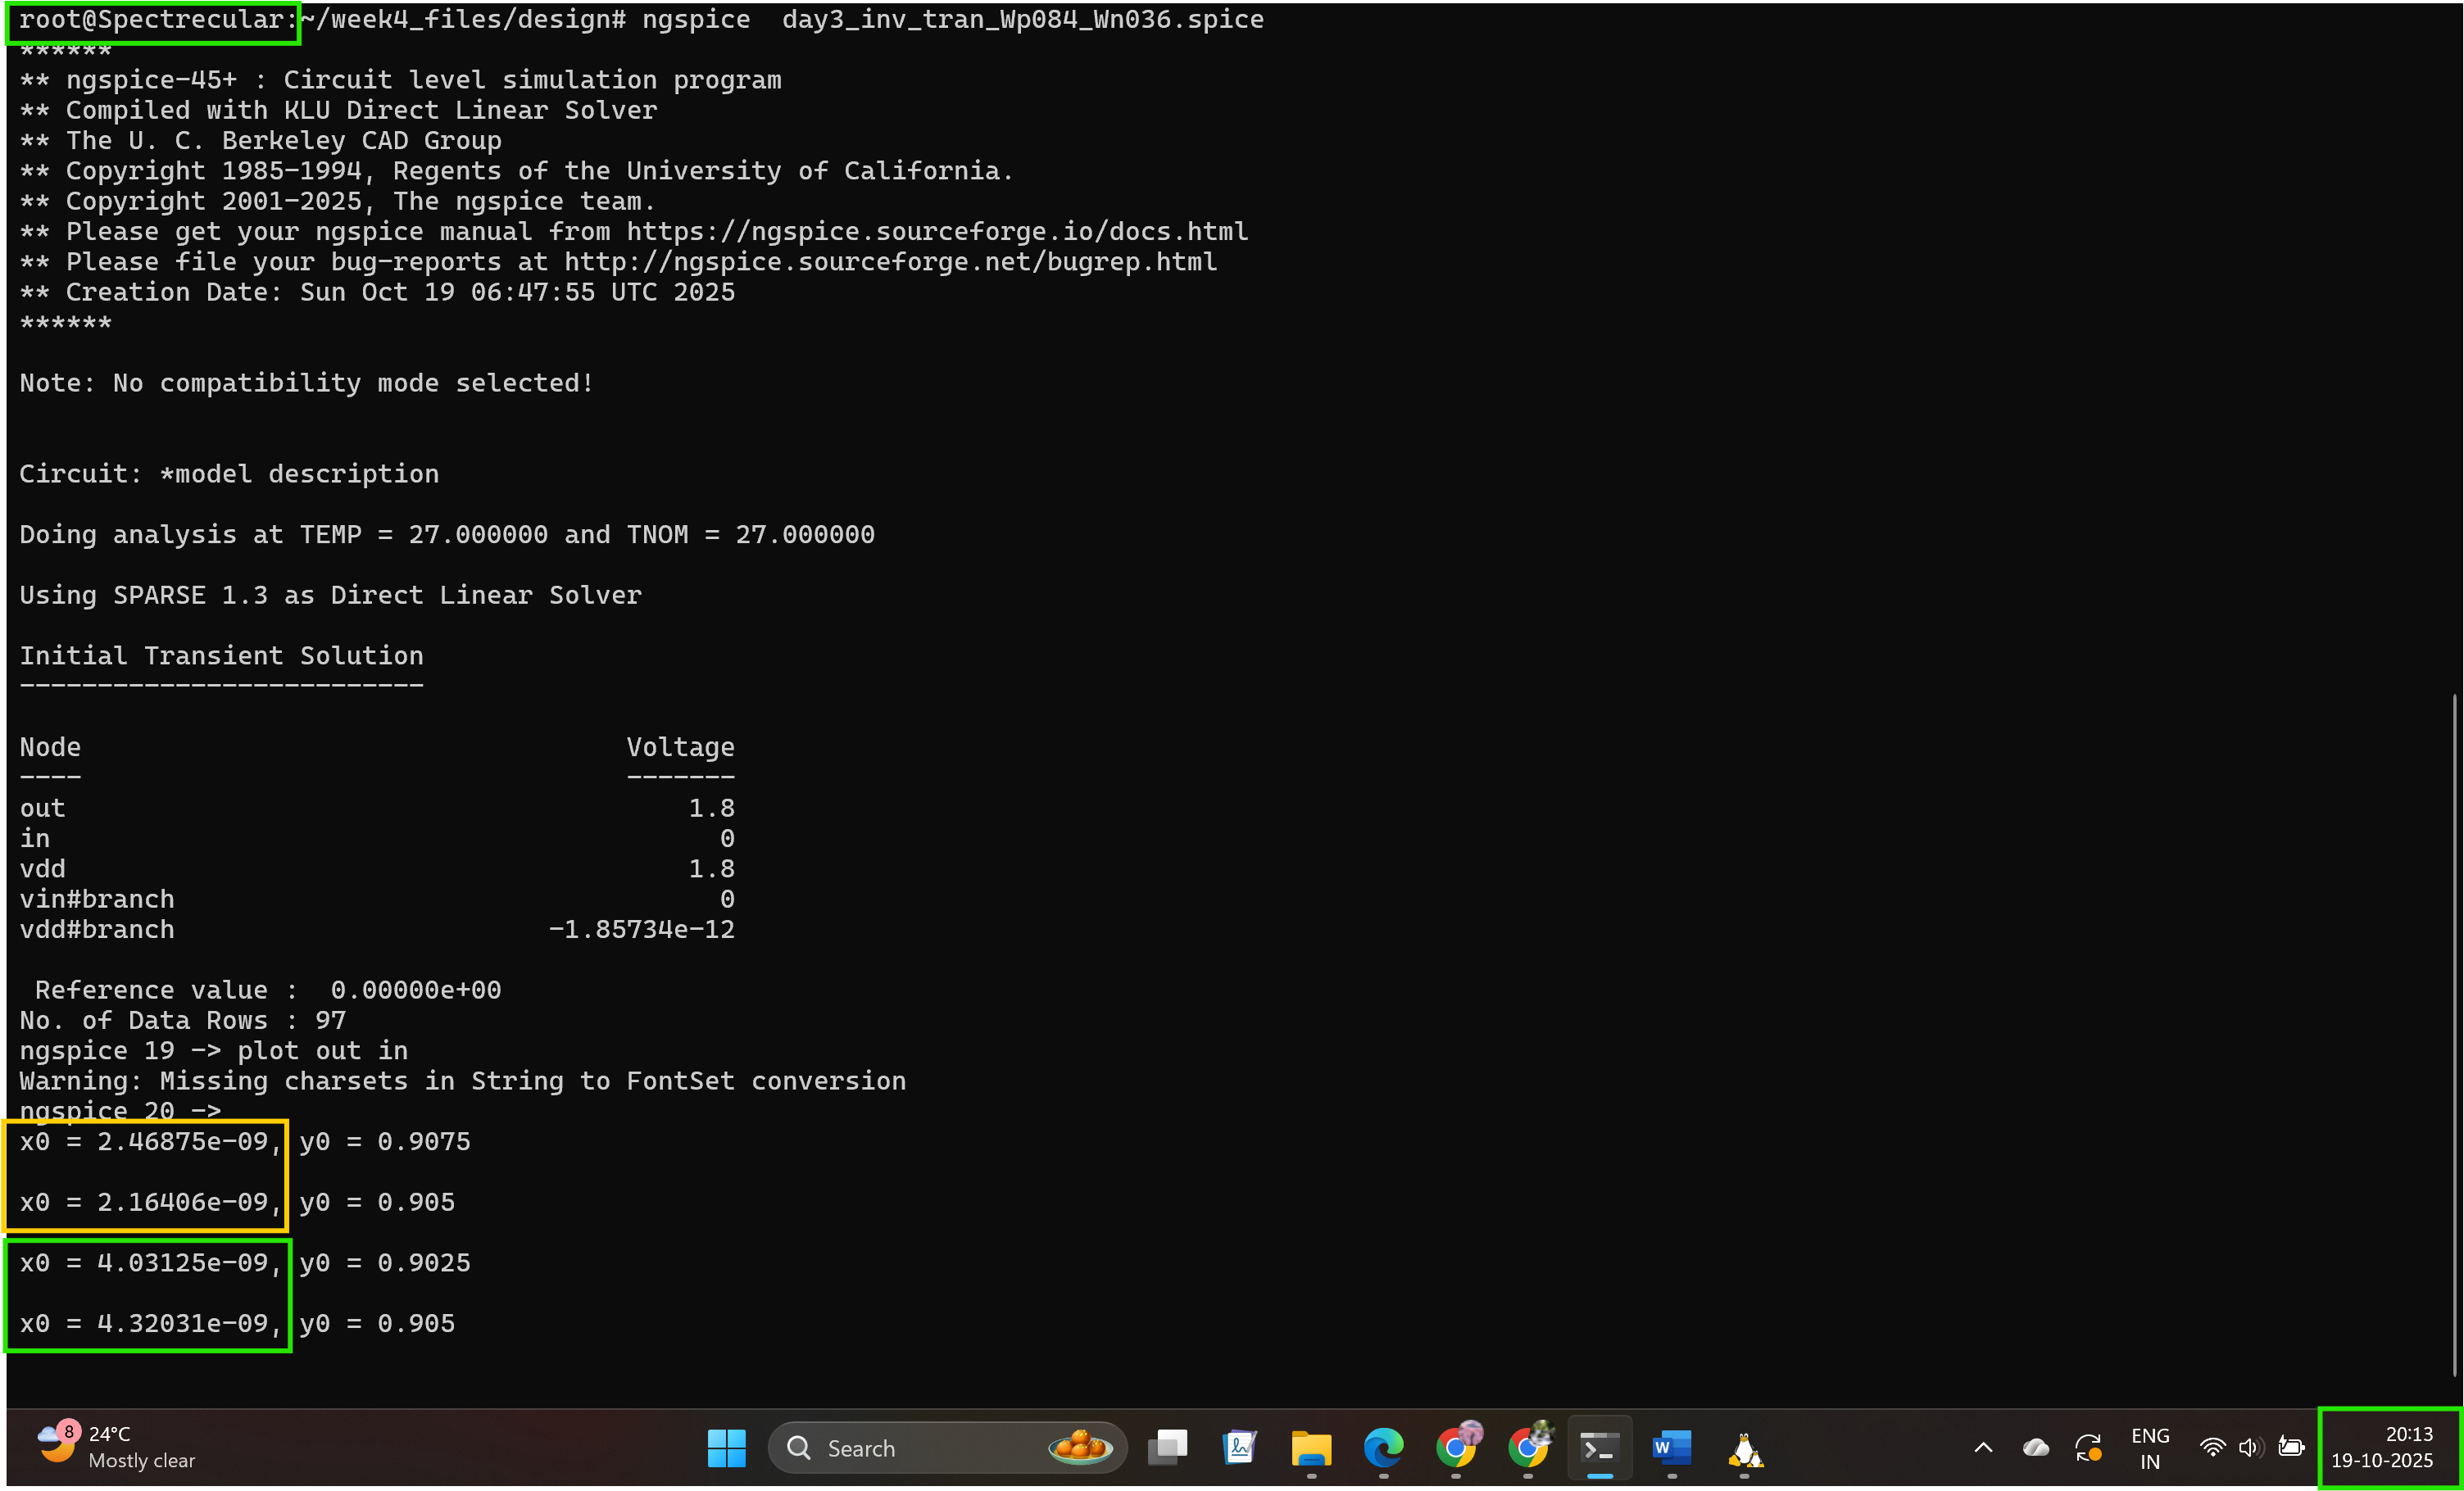 root@Spectrecular:~/week4_files/design# ngspice  day3_inv_tran_Wp084_Wn036.spice
******
** ngspice-45+ : Circuit level simulation program
** Compiled with KLU Direct Linear Solver
** The U. C. Berkeley CAD Group
** Copyright 1985-1994, Regents of the University of California.
** Copyright 2001-2025, The ngspice team.
** Please get your ngspice manual from https://ngspice.sourceforge.io/docs.html
** Please file your bug-reports at http://ngspice.sourceforge.net/bugrep.html
** Creation Date: Sun Oct 19 06:47:55 UTC 2025
******
Note: No compatibility mode selected!
Circuit: *model description
Doing analysis at TEMP = 27.000000 and TNOM = 27.000000
Using SPARSE 1.3 as Direct Linear Solver
Initial Transient Solution
--------------------------
Node                                   Voltage
----                                   -------
out                                        1.8
in                                           0
vdd                                        1.8
vin#branch                                   0
vdd#branch                        -1.85734e-12
 Reference value :  0.00000e+00
No. of Data Rows : 97
ngspice 19 -> plot out in
Warning: Missing charsets in String to FontSet conversion
ngspice 20 ->
x0 = 2.46875e-09, y0 = 0.9075
x0 = 2.16406e-09, y0 = 0.905
x0 = 4.03125e-09, y0 = 0.9025
x0 = 4.32031e-09, y0 = 0.905
8
24°C
Mostly clear
Search
W
ENG
IN
20:13
19-10-2025